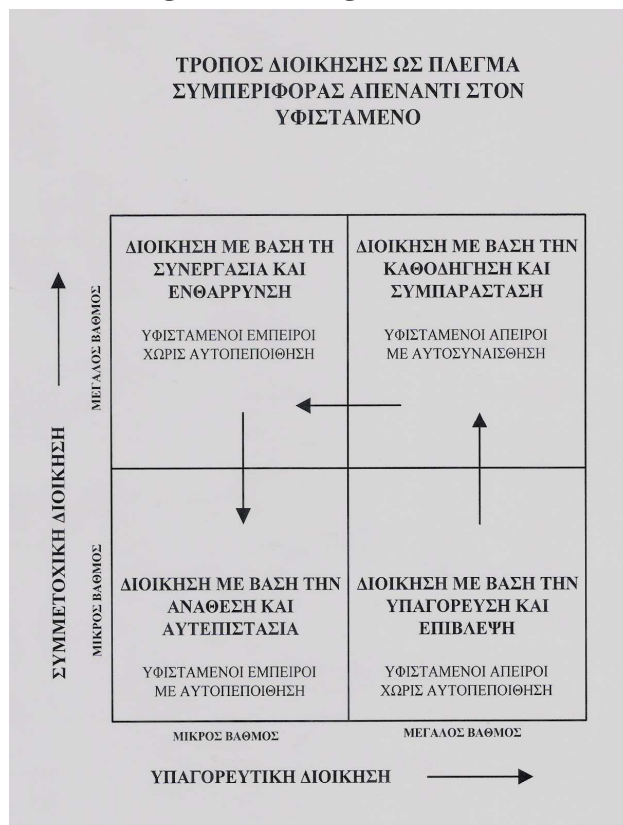 ΤΡΟΠΟΣ ΔΙΟΙΚΗΣΗΣ ΩΣ ΠΛΕΓΜΑ
ΣΥΜΠΕΡΙΦΟΡΑΣ ΑΠΕΝΑΝΤΙ ΣΤΟΝ
ΥΦΙΣΤΑΜΕΝΟ
ΔΙΟΙΚΗΣΗ ΜΕ ΒΑΣΗ ΤΗ
ΣΥΝΕΡΓΑΣΙΑ ΚΑΙ
ΕΝΘΑΡΡΥΝΣΗ
ΥΦΙΣΤΑΜΕΝΟΙ ΕΜΠΕΙΡΟΙ
ΧΩΡΙΣ ΑΥΤΟΠΕΠΟΙΘΗΣΗ
ΔΙΟΙΚΗΣΗ ΜΕ ΒΑΣΗ ΤΗΝ
ΚΑΘΟΔΗΓΗΣΗ ΚΑΙ
ΣΥΜΠΑΡΑΣΤΑΣΗ
ΥΦΙΣΤΑΜΕΝΟΙ ΑΠΕΙΡΟΙ
ΜΕ ΑΥΤΟΣΥΝΑΙΣΘΗΣΗ
ΜΕΓΑΛΟΣ ΒΑΘΜΟΣ
ΣΥΜΜΕΤΟΧΙΚΗ ΔΙΟΙΚΗΣΗ
ΜΙΚΡΟΣ ΒΑΘΜΟΣ
ΔΙΟΙΚΗΣΗ ΜΕ ΒΑΣΗ ΤΗΝ
ΑΝΑΘΕΣΗ ΚΑΙ
ΑΥΤΕΠΙΣΤΑΣΙΑ
ΥΦΙΣΤΑΜΕΝΟΙ ΕΜΠΕΙΡΟΙ
ΜΕ ΑΥΤΟΠΕΠΟΙΘΗΣΗ
ΔΙΟΙΚΗΣΗ ΜΕ ΒΑΣΗ ΤΗΝ
ΥΠΑΓΟΡΕΥΣΗ ΚΑΙ
ΕΠΙΒΛΕΨΗ
ΥΦΙΣΤΑΜΕΝΟΙ ΑΠΕΙΡΟΙ
ΧΩΡΙΣ ΑΥΤΟΠΕΠΟΙΘΗΣΗ
ΜΙΚΡΟΣ ΒΑΘΜΟΣ
ΜΕΓΑΛΟΣ ΒΑΘΜΟΣ
ΥΠΑΓΟΡΕΥΤΙΚΗ ΔΙΟΙΚΗΣΗ